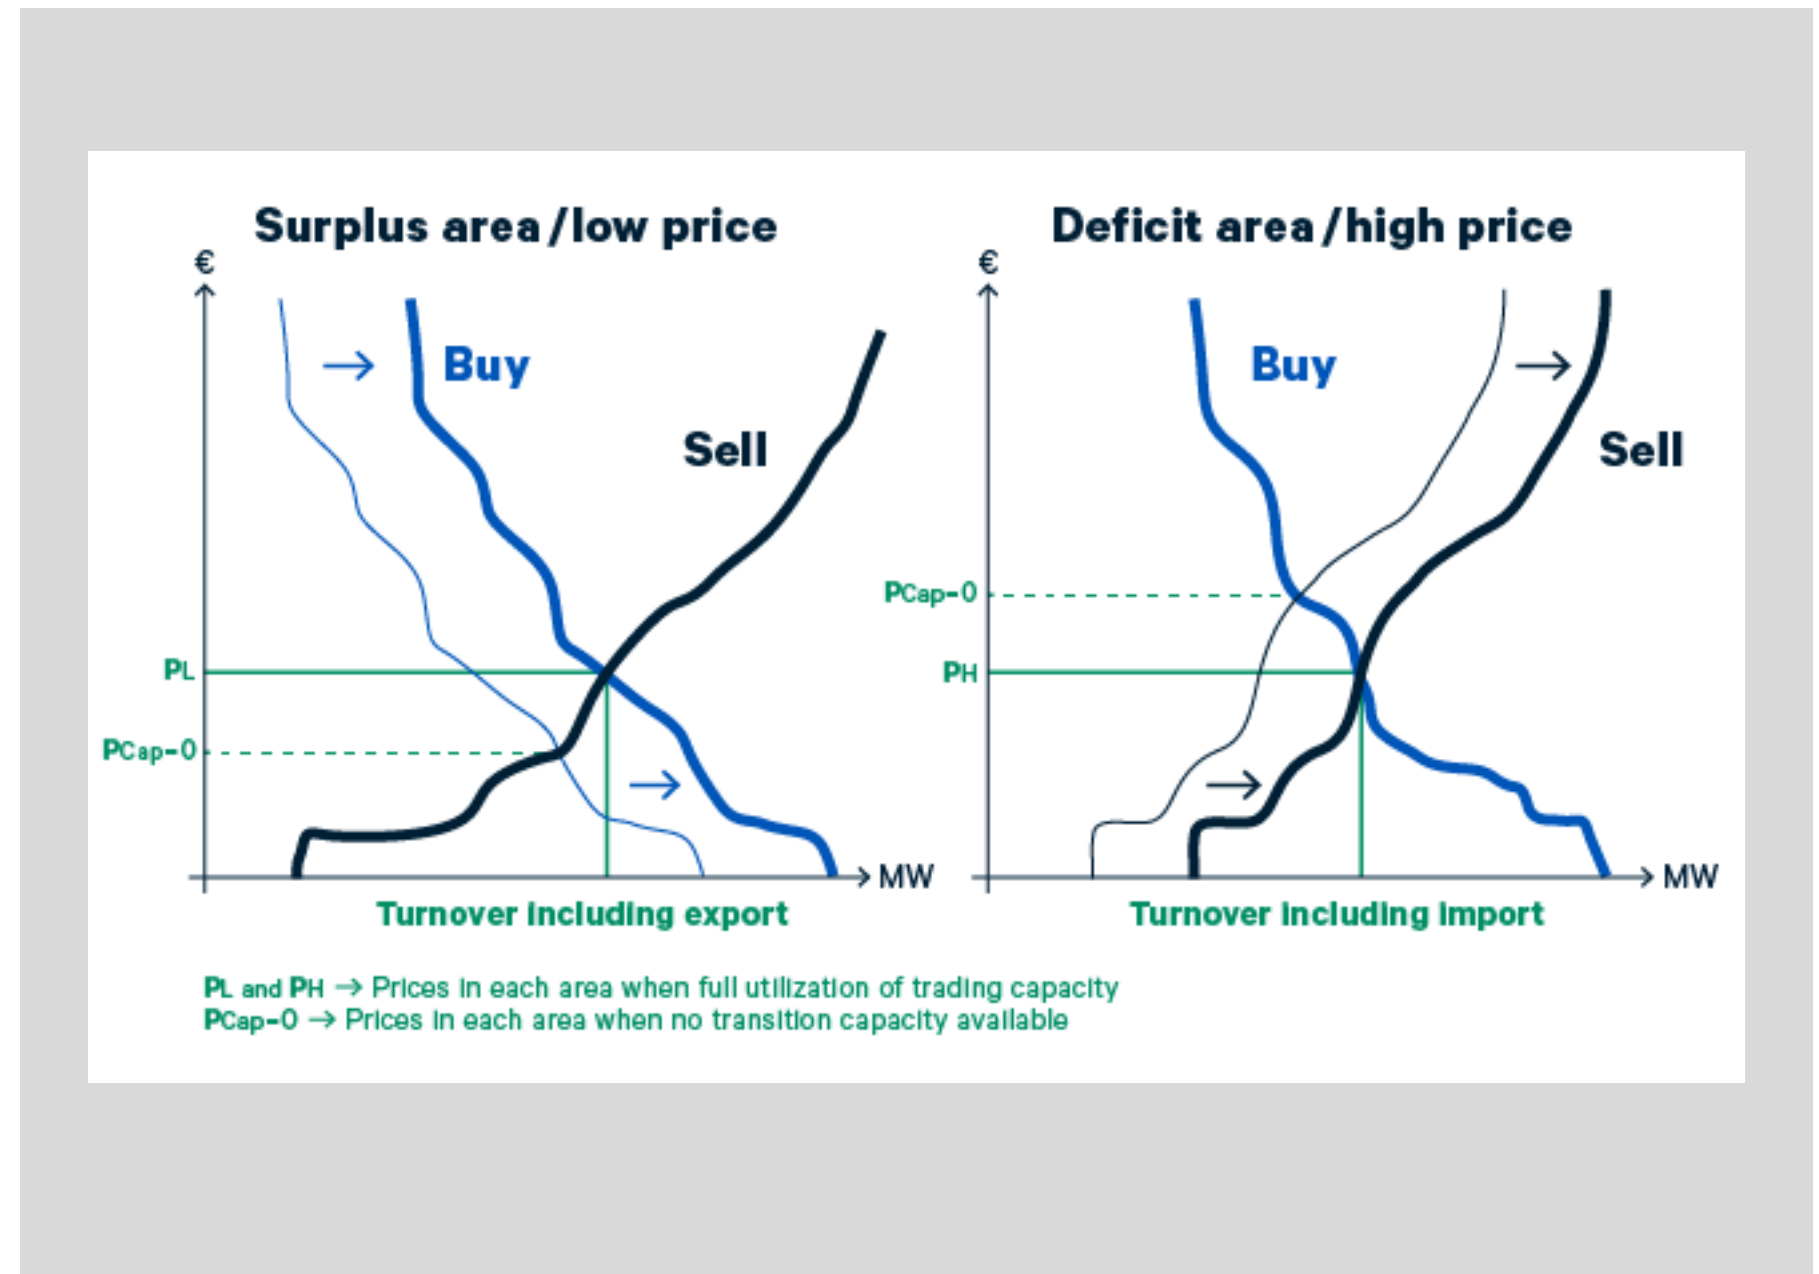 Surplus area/low price
€
Buy
Sell
PL
PCap-0
MW
Turnover including export
Deficit area/high price
€
Buy
Sell
PCap-0
PH
MW
Turnover including import
PL and PH → Prices in each area when full utilization of trading capacity
PCap-0 → Prices in each area when no transition capacity available